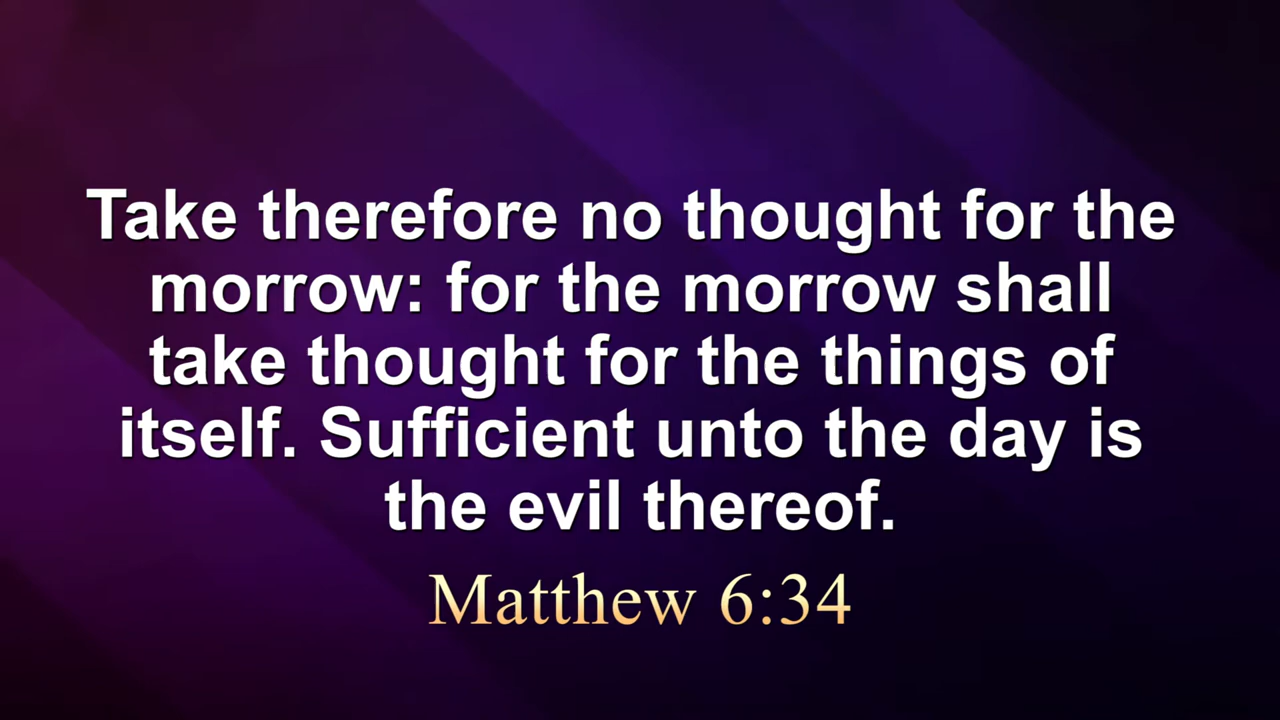 Take therefore no thought for the
morrow: for the morrow shall
take thought for the things of
itself. Sufficient unto the day is
the evil thereof.
Matthew 6:34